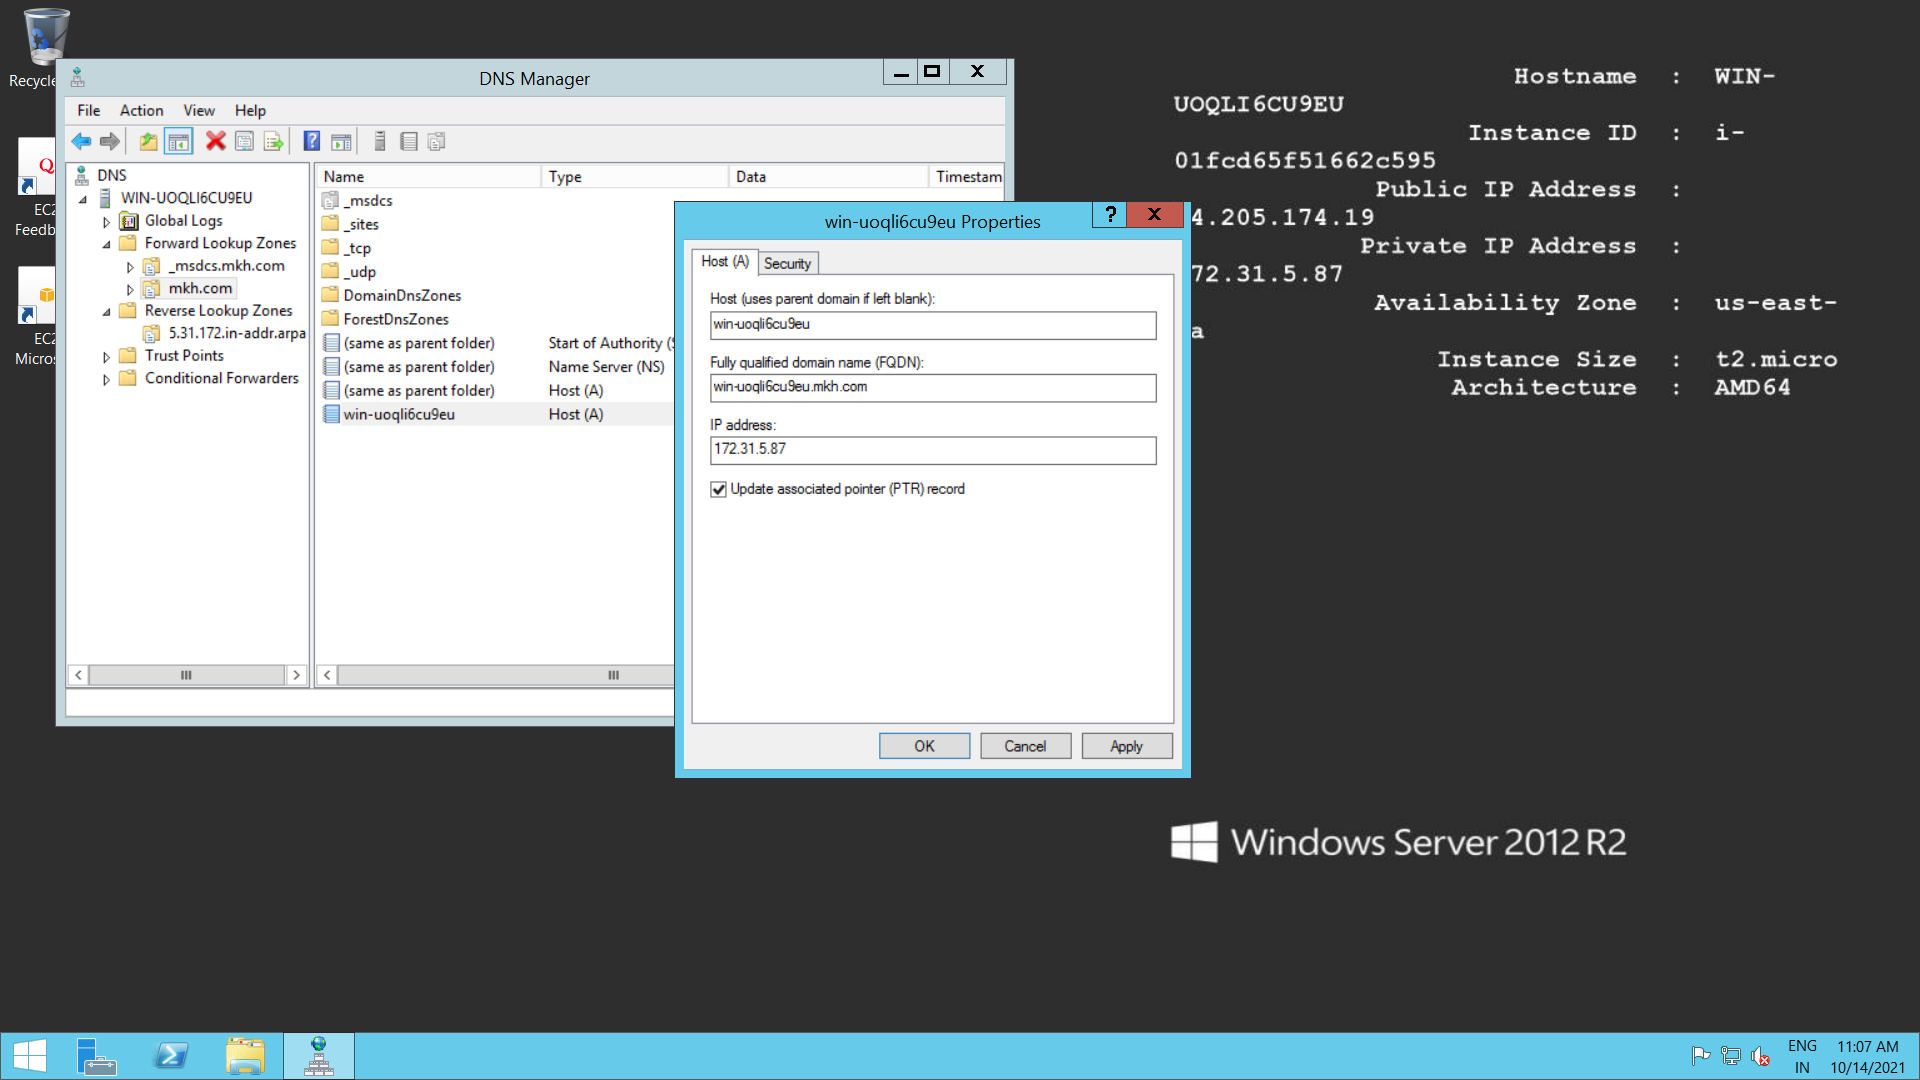 Recycle
EC2
Feedb
EC2
Micros
DNS Manager
File Action View Help
DNS
WIN-UOQLI6CU9EU
Global Logs
Forward Lookup Zones
_msdcs.mkh.com
mkh.com
Reverse Lookup Zones
5.31.172.in-addr.arpa
Trust Points
Conditional Forwarders
Name Type Data Timestam
_msdcs
_sites
_tcp
_udp
DomainDnsZones
ForestDnsZones
(same as parent folder) Start of Authority (S
(same as parent folder) Name Server (NS)
(same as parent folder) Host (A)
win-uoqli6cu9eu Host (A)
win-uoqli6cu9eu Properties
Host (A) Security
Host (uses parent domain if left blank):
win-uoqli6cu9eu
Fully qualified domain name (FQDN):
win-uoqli6cu9eu.mkh.com
IP address:
172.31.5.87
Update associated pointer (PTR) record
OK Cancel Apply
Hostname : WIN-
UOQLI6CU9EU
Instance ID : i-
01fcd65f51662c595
Public IP Address :
4.205.174.19
Private IP Address :
72.31.5.87
Availability Zone : us-east-
a
Instance Size : t2.micro
Architecture : AMD64
Windows Server 2012 R2
ENG 11:07 AM
IN 10/14/2021